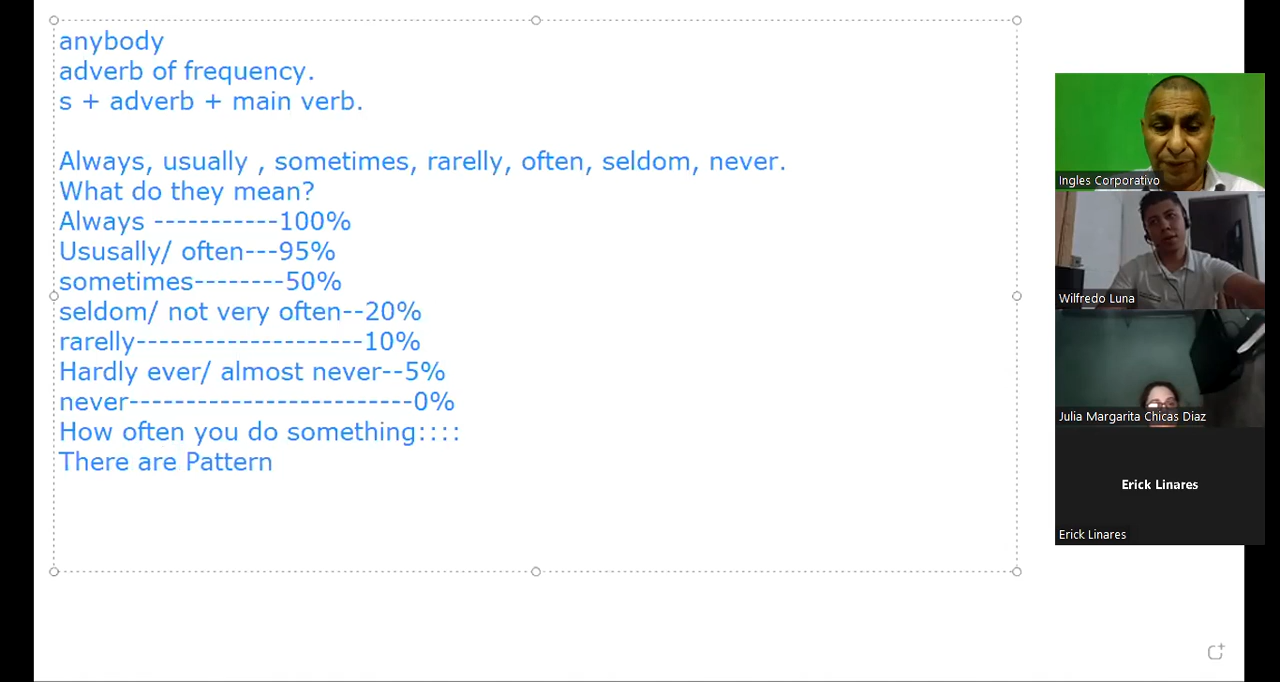 anybody
adverb of frequency.
s + adverb + main verb.
Always, usually , sometimes, rarelly, often, seldom, never.
What do they mean?
Always -----------100%
Ususally/ often---95%
sometimes--------50%
seldom/ not very often--20%
rarelly--------------------10%
Hardly ever/ almost never--5%
never-------------------------0%
How often you do something::::
There are Pattern
Ingles Corporativo
Wilfredo Luna
Julia Margarita Chicas Diaz
Erick Linares
Erick Linares